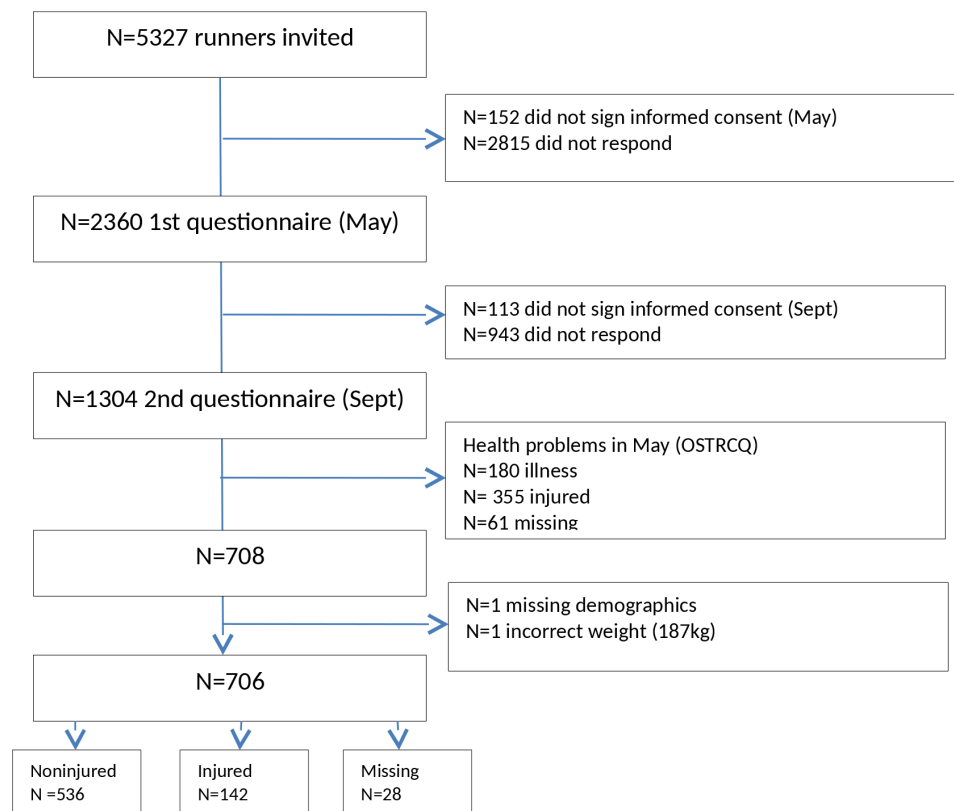 N=5327 runners invited
N=152 did not sign informed consent (May)
N=2815 did not respond
N=2360 1st questionnaire (May)
N=113 did not sign informed consent (Sept)
N=943 did not respond
N=1304 2nd questionnaire (Sept)
Health problems in May (OSTRCQ)
N=180 illness
N= 355 injured
N=61 missing
N=708
N=1 missing demographics
N=1 incorrect weight (187kg)
N=706
Noninjured
N =536
Injured
N=142
Missing
N=28